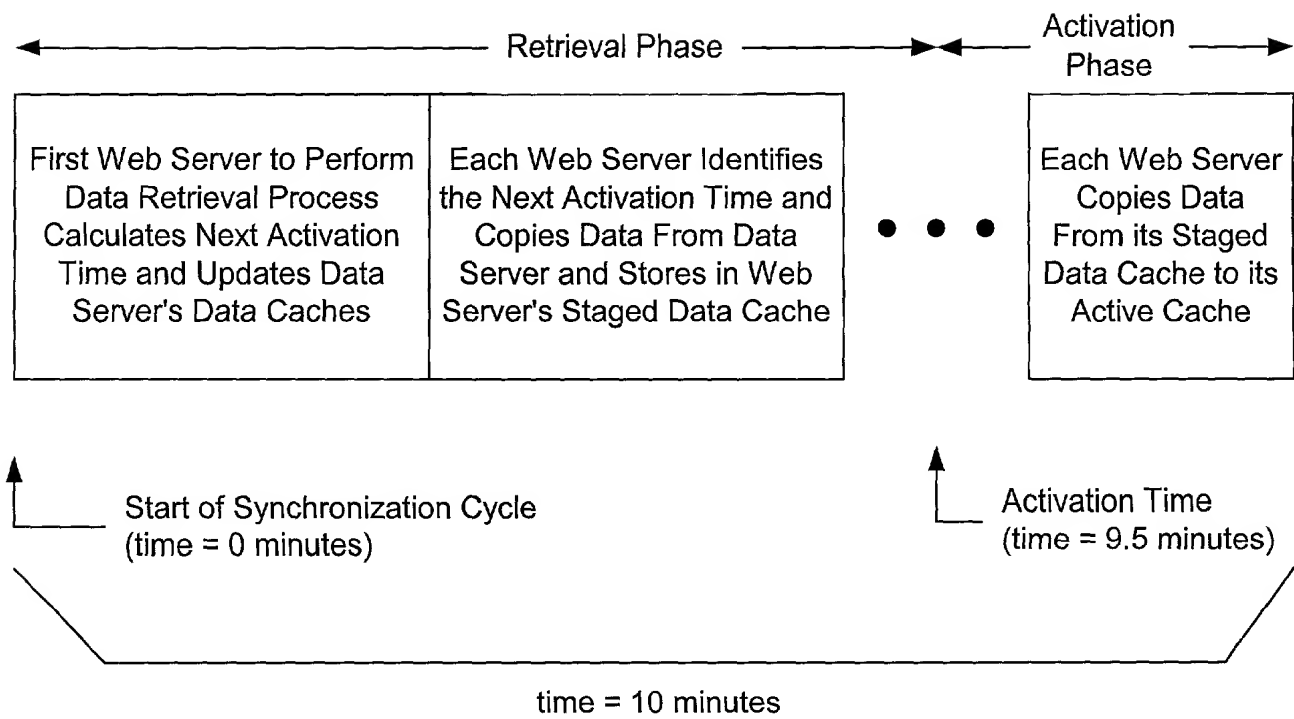 Retrieval Phase
Activation
Phase
First Web Server to Perform
Data Retrieval Process
Calculates Next Activation
Time and Updates Data
Server's Data Caches
Each Web Server Identifies
the Next Activation Time and
Copies Data From Data
Server and Stores in Web
Server's Staged Data Cache
Each Web Server
Copies Data
From its Staged
Data Cache to its
Active Cache
Start of Synchronization Cycle
(time = 0 minutes)
Activation Time
(time = 9.5 minutes)
time = 10 minutes